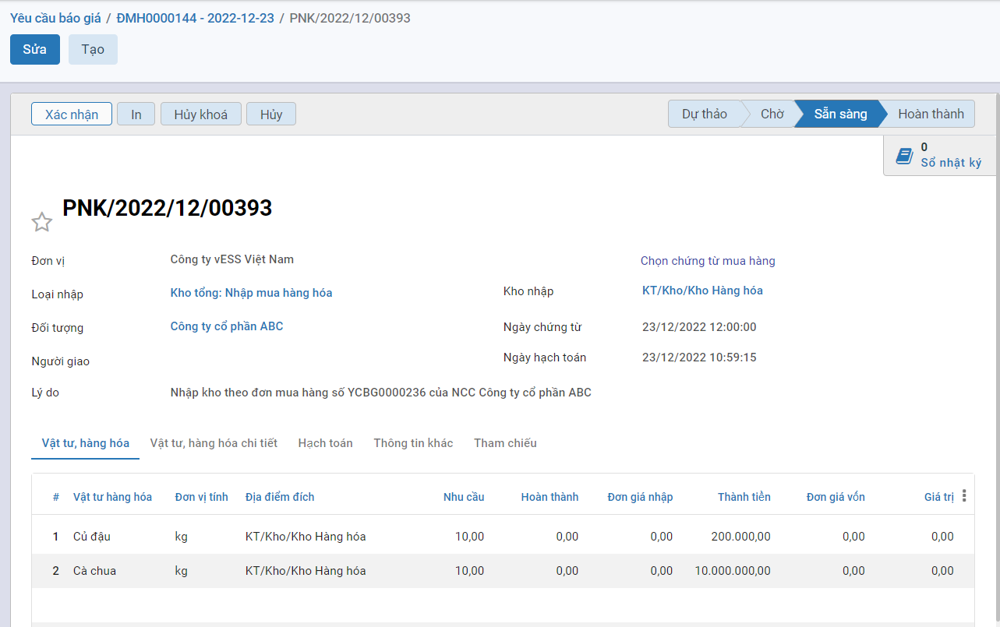 Yêu cầu báo giá / ĐMH0000144 - 2022-12-23 / PNK/2022/12/00393
Sửa Tạo
Xác nhận In Hủy khoá Hủy Dự thảo Chờ Sẵn sàng Hoàn thành
0
Sổ nhật ký
PNK/2022/12/00393
Đơn vị Công ty vESS Việt Nam Chọn chứng từ mua hàng
Loại nhập Kho tổng: Nhập mua hàng hóa Kho nhập KT/Kho/Kho Hàng hóa
Đối tượng Công ty cổ phần ABC Ngày chứng từ 23/12/2022 12:00:00
Người giao Ngày hạch toán 23/12/2022 10:59:15
Lý do Nhập kho theo đơn mua hàng số YCBG0000236 của NCC Công ty cổ phần ABC
Vật tư, hàng hóa Vật tư, hàng hóa chi tiết Hạch toán Thông tin khác Tham chiếu
# Vật tư hàng hóa Đơn vị tính Địa điểm đích Nhu cầu Hoàn thành Đơn giá nhập Thành tiền Đơn giá vốn Giá trị
1 Củ đậu kg KT/Kho/Kho Hàng hóa 10,00 0,00 0,00 200.000,00 0,00 0,00
2 Cà chua kg KT/Kho/Kho Hàng hóa 10,00 0,00 0,00 10.000.000,00 0,00 0,00